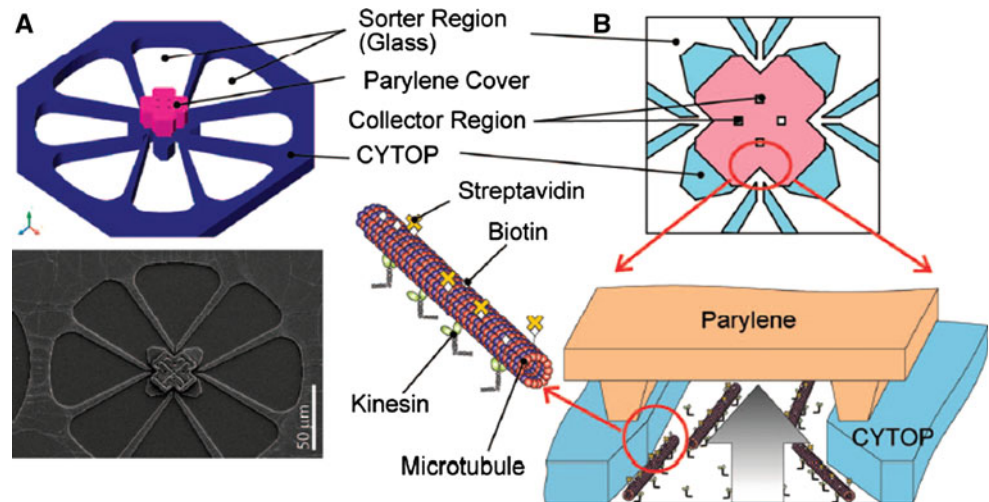 A
Sorter Region
(Glass)
Parylene Cover
Collector Region
CYTOP
B
Streptavidin
Biotin
Kinesin
Microtubule
Parylene
CYTOP
50 μm